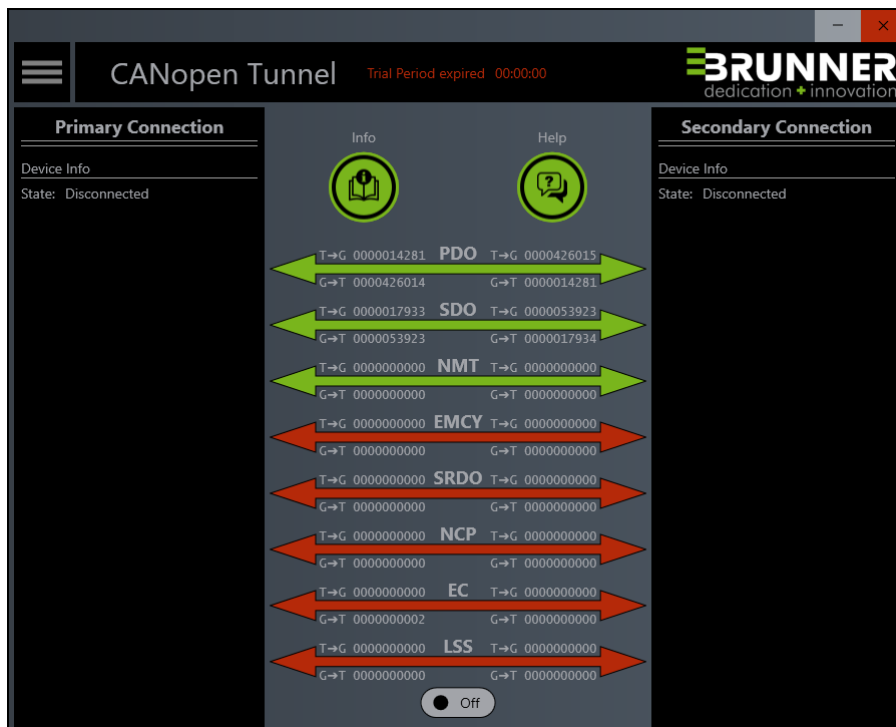 CANopen Tunnel
Trial Period expired 00:00:00
BRUNNER
dedication + innovation
Primary Connection
Device Info
State: Disconnected
Info
Help
T➔G 0000014281 PDO T➔G 0000426015
G➔T 0000426014 G➔T 0000014281
T➔G 0000017933 SDO T➔G 0000053923
G➔T 0000053923 G➔T 0000017934
T➔G 0000000000 NMT T➔G 0000000000
G➔T 0000000000 G➔T 0000000000
T➔G 0000000000 EMCY T➔G 0000000000
G➔T 0000000000 G➔T 0000000000
T➔G 0000000000 SRDO T➔G 0000000000
G➔T 0000000000 G➔T 0000000000
T➔G 0000000000 NCP T➔G 0000000000
G➔T 0000000000 G➔T 0000000000
T➔G 0000000000 EC T➔G 0000000000
G➔T 0000000002 G➔T 0000000000
T➔G 0000000000 LSS T➔G 0000000000
G➔T 0000000000 G➔T 0000000000
Off
Secondary Connection
Device Info
State: Disconnected